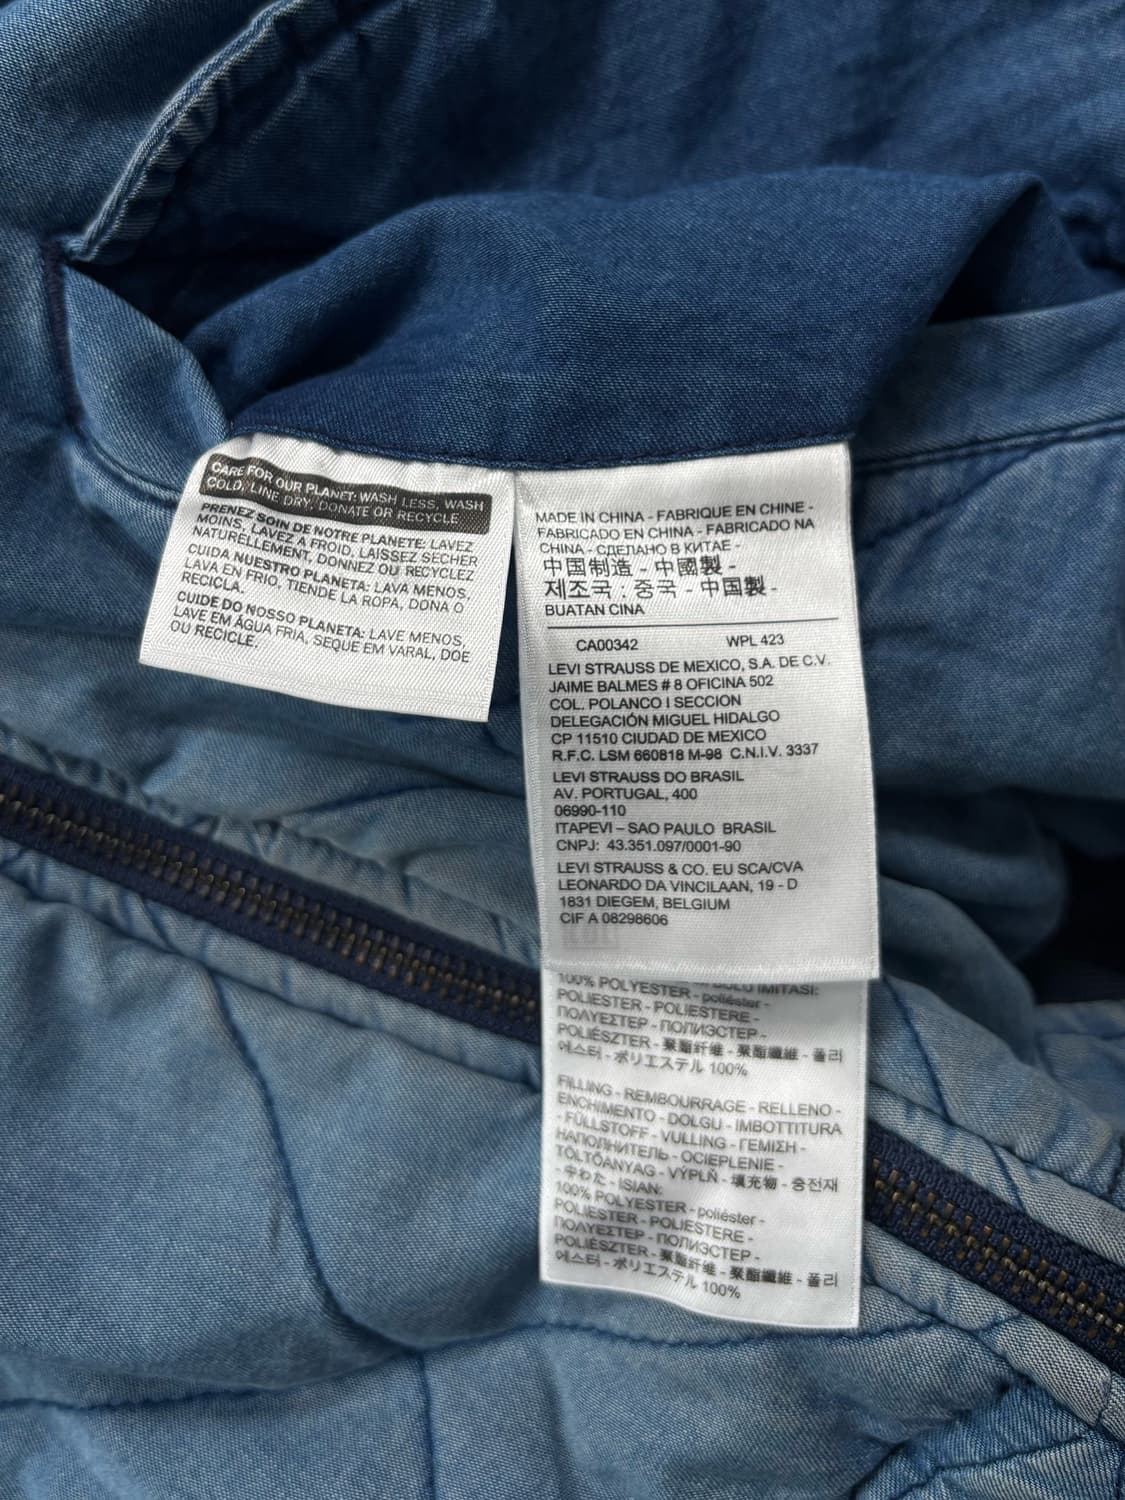 CARE FOR OUR PLANET: WASH LESS, WASH
COLD, LINE DRY, DONATE OR RECYCLE
PRENEZ SOIN DE NOTRE PLANETE: LAVEZ
MOINS, LAVEZ A FROID, LAISSEZ SÉCHER
NATURELLEMENT, DONNEZ OU RECYCLEZ
CUIDA NUESTRO PLANETA: LAVA MENOS,
LAVA EN FRIO, TIENDE LA ROPA, DONA O
RECICLA.
CUIDE DO NOSSO PLANETA: LAVE MENOS,
LAVE EM ÁGUA FRIA, SEQUE EM VARAL, DOE
OU RECICLE.
MADE IN CHINA - FABRIQUE EN CHINE -
FABRICADO EN CHINA - FABRICADO NA
CHINA - СДЕЛАНО В КИТАЕ -
中国制造 - 中國製 -
제조국 : 중국 - 中国製 -
BUATAN CINA
CA00342 WPL 423
LEVI STRAUSS DE MEXICO, S.A. DE C.V.
JAIME BALMES # 8 OFICINA 502
COL. POLANCO I SECCION
DELEGACIÓN MIGUEL HIDALGO
CP 11510 CIUDAD DE MEXICO
R.F.C. LSM 660818 M-98 C.N.I.V. 3337
LEVI STRAUSS DO BRASIL
AV. PORTUGAL, 400
06990-110
ITAPEVI – SAO PAULO BRASIL
CNPJ: 43.351.097/0001-90
LEVI STRAUSS & CO. EU SCA/CVA
LEONARDO DA VINCILAAN, 19 - D
1831 DIEGEM, BELGIUM
CIF A 08298606
IMITASI:
100% POLYESTER - poliéster -
POLIESTER - POLIESTERE -
ΠΟΛΥΕΣΤΕΡ - ПОЛИЭСТЕР -
POLIÉSZTER - 聚酯纤维 - 聚酯纖維 - 폴리
에스터 - ポリエステル 100%
FILLING - REMBOURRAGE - RELLENO -
ENCHIMENTO - DOLGU - IMBOTTITURA
- FÜLLSTOFF - VULLING - ΓΕΜΙΣΗ -
НАПОЛНИТЕЛЬ - OCIEPLENIE -
TÖLTŐANYAG - VÝPLŇ - 填充物 - 충전재
- 中わた - ISIAN:
100% POLYESTER - poliéster -
POLIESTER - POLIESTERE -
ΠΟΛΥΕΣΤΕΡ - ПОЛИЭСТЕР -
POLIÉSZTER - 聚酯纤维 - 聚酯纖維 - 폴리
에스터 - ポリエステル 100%